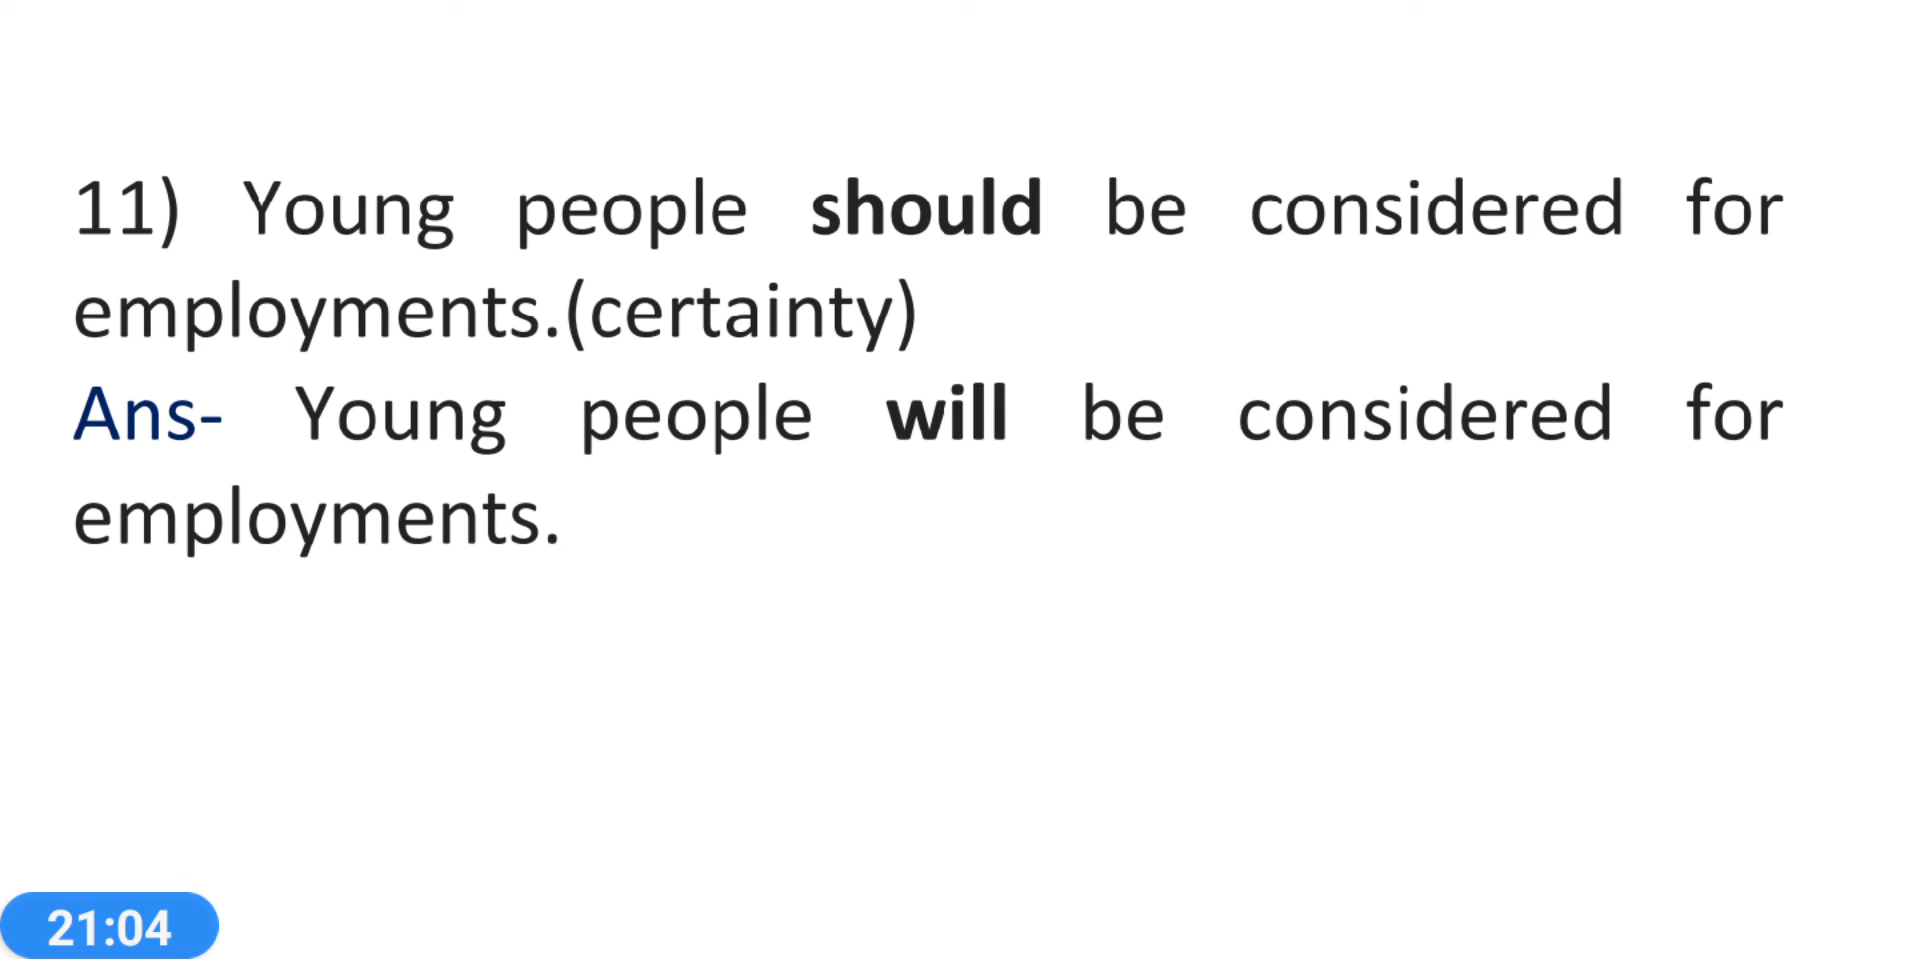 11) Young people should be considered for
employments.(certainty)
Ans- Young people will be considered for
employments.
21:04